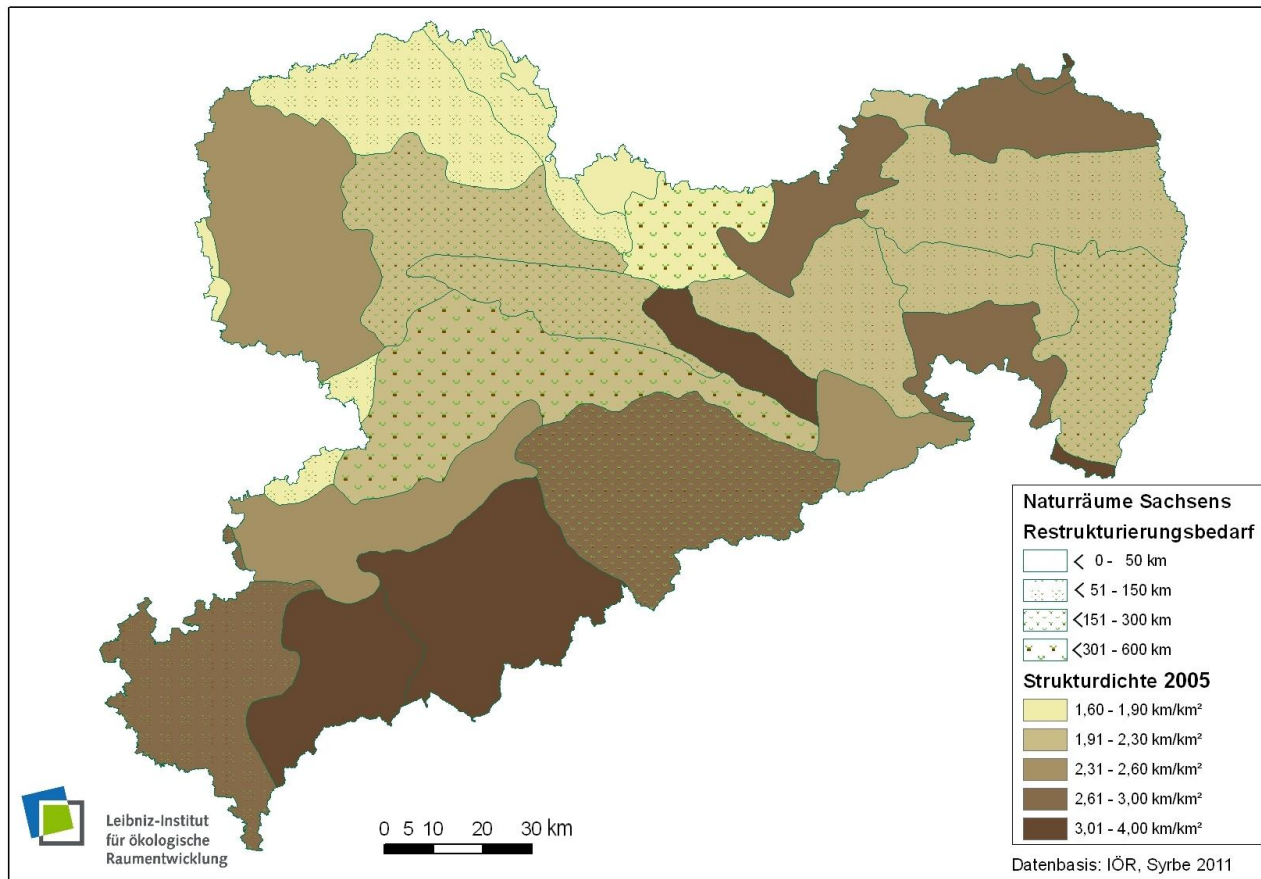 Naturräume Sachsens
Restrukturierungsbedarf
< 0 - 50 km
< 51 - 150 km
<151 - 300 km
<301 - 600 km
Strukturdichte 2005
1,60 - 1,90 km/km²
1,91 - 2,30 km/km²
2,31 - 2,60 km/km²
2,61 - 3,00 km/km²
3,01 - 4,00 km/km²
Datenbasis: IÖR, Syrbe 2011
Leibniz-Institut
für ökologische
Raumentwicklung
0 5 10 20 30 km